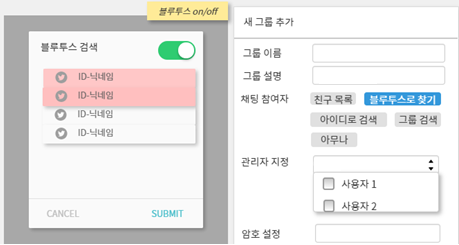 블루투스 on/off
블루투스 검색
ID-닉네임
ID-닉네임
ID-닉네임
ID-닉네임
CANCEL SUBMIT
새 그룹 추가
그룹 이름
그룹 설명
채팅 참여자 친구 목록 블루투스로 찾기
아이디로 검색 그룹 검색
아무나
관리자 지정
사용자 1
사용자 2
암호 설정